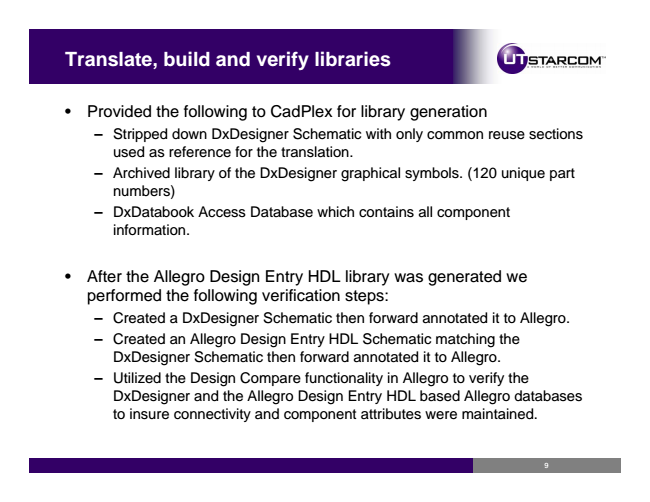 Translate, build and verify libraries
UTSTARCOM™
• Provided the following to CadPlex for library generation
– Stripped down DxDesigner Schematic with only common reuse sections
used as reference for the translation.
– Archived library of the DxDesigner graphical symbols. (120 unique part
numbers)
– DxDatabook Access Database which contains all component
information.
• After the Allegro Design Entry HDL library was generated we
performed the following verification steps:
– Created a DxDesigner Schematic then forward annotated it to Allegro.
– Created an Allegro Design Entry HDL Schematic matching the
DxDesigner Schematic then forward annotated it to Allegro.
– Utilized the Design Compare functionality in Allegro to verify the
DxDesigner and the Allegro Design Entry HDL based Allegro databases
to insure connectivity and component attributes were maintained.
9